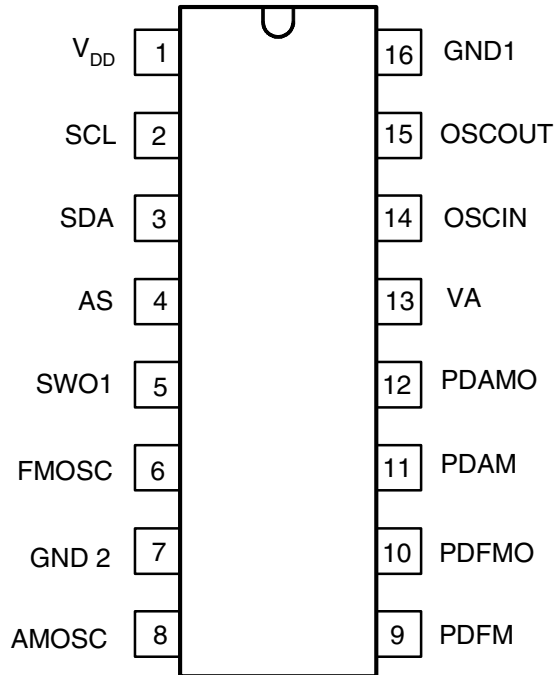 V_DD 1 16 GND1
SCL 2 15 OSCOUT
SDA 3 14 OSCIN
AS 4 13 VA
SWO1 5 12 PDAMO
FMOSC 6 11 PDAM
GND 2 7 10 PDFMO
AMOSC 8 9 PDFM